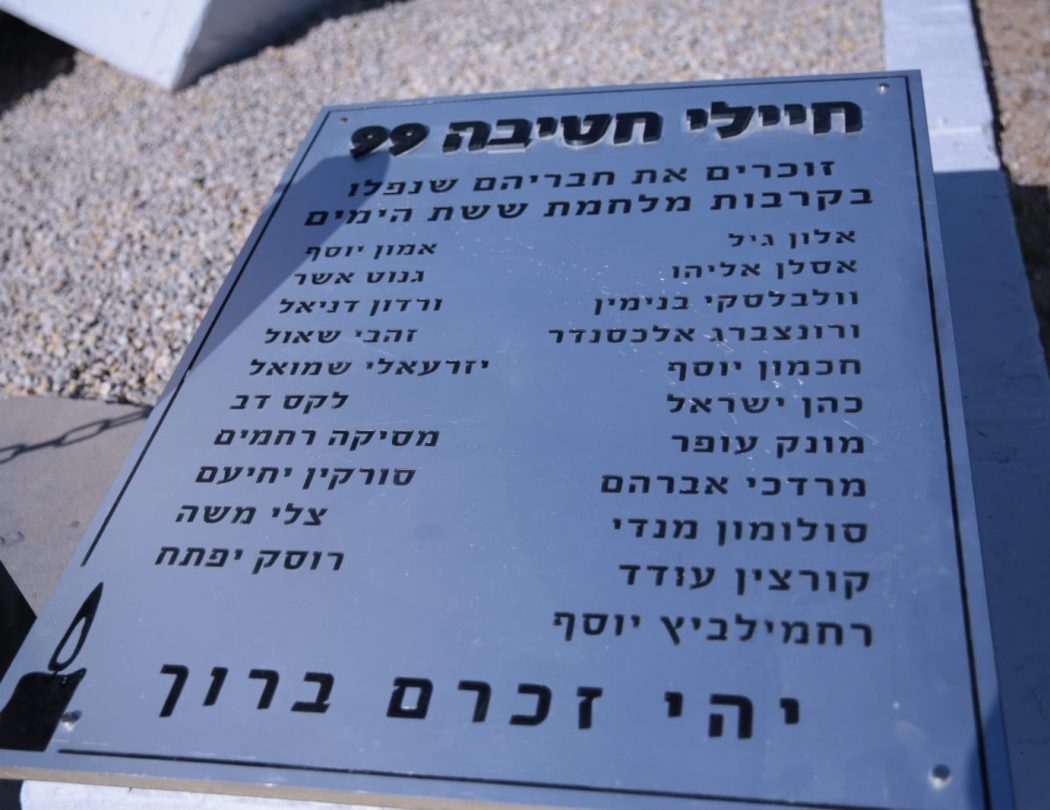 חיילי חטיבה 99
זוכרים את חבריהם שנפלו
בקרבות מלחמת ששת הימים
אלון גיל
אסלן אליהו
וולבלסקי בנימין
ורונצברג אלכסנדר
חכמון יוסף
כהן ישראל
מונק עופר
מרדכי אברהם
סולומון מנדי
קורצין עודד
רחמילביץ יוסף
אמון יוסף
גנוט אשר
ורדון דניאל
זהבי שאול
יזרעאלי שמואל
לקס דב
מסיקה רחמים
סורקין יחיעם
צלי משה
רוסק יפתח
יהי זכרם ברוך